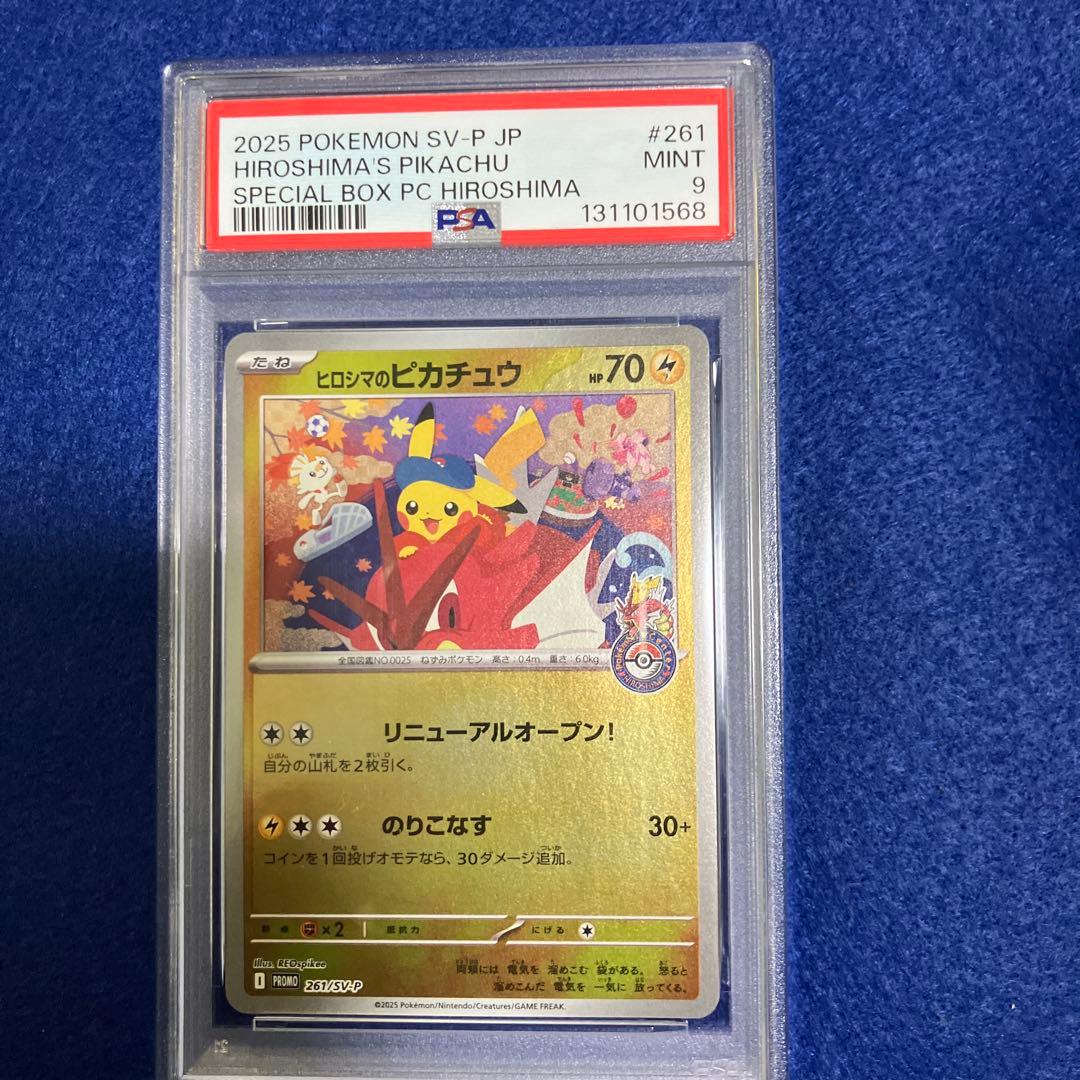 2025 POKEMON SV-P JP #261
HIROSHIMA'S PIKACHU MINT
SPECIAL BOX PC HIROSHIMA 9
PSA 131101568
たね ヒロシマのピカチュウ HP 70
全国図鑑NO.0025 ねずみポケモン 高さ:0.4m 重さ:6.0kg
Pokémon Center
HIROSHIMA
リニューアルオープン!
自分の山札を2枚引く。
のりこなす 30+
コインを1回投げオモテなら、30ダメージ追加。
弱点 ×2 抵抗力 にげる
Illus. REOspikee
I PROMO 261/SV-P
両頬には 電気を 溜めこむ 袋がある。 怒ると
溜めこんだ 電気を 一気に 放ってくる。
©2025 Pokémon/Nintendo/Creatures/GAME FREAK.